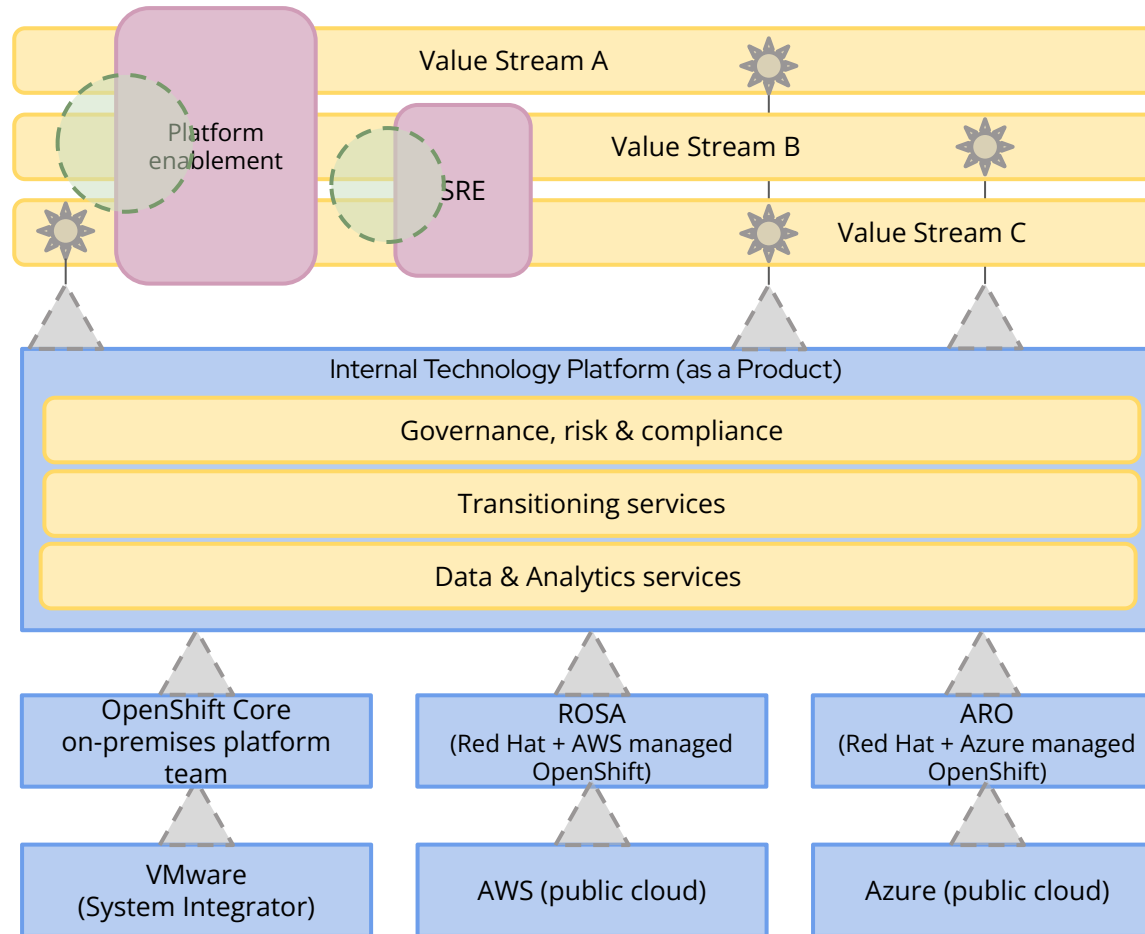 Value Stream A
Platform
enablement
Value Stream B
SRE
Value Stream C
Internal Technology Platform (as a Product)
Governance, risk & compliance
Transitioning services
Data & Analytics services
OpenShift Core
on-premises platform
team
ROSA
(Red Hat + AWS managed
OpenShift)
ARO
(Red Hat + Azure managed
OpenShift)
VMware
(System Integrator)
AWS (public cloud)
Azure (public cloud)